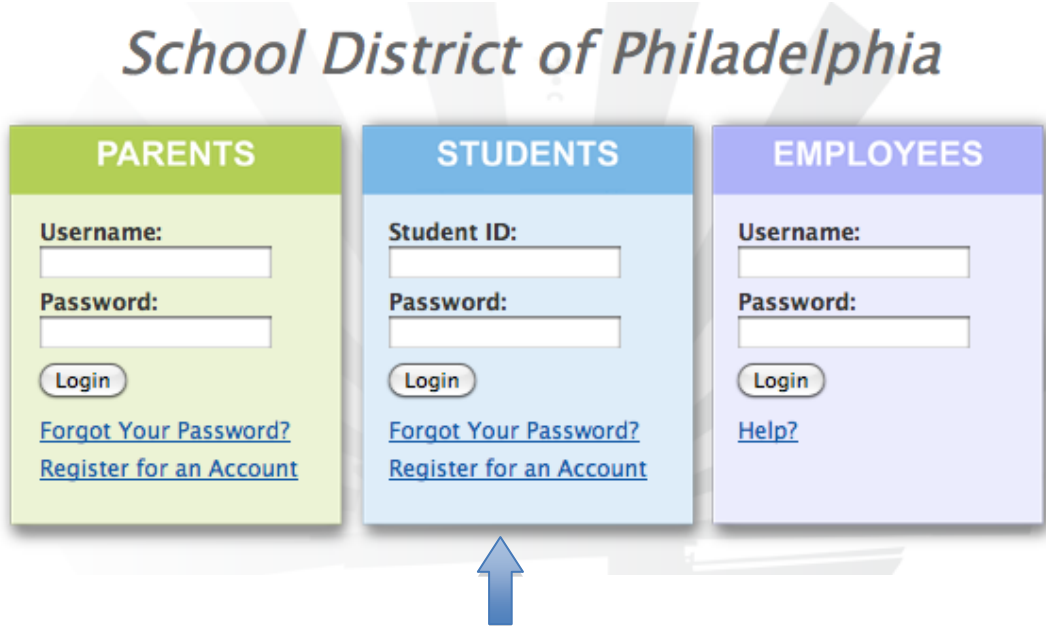 School District of Philadelphia
PARENTS
Username:
Password:
Login
Forgot Your Password?
Register for an Account
STUDENTS
Student ID:
Password:
Login
Forgot Your Password?
Register for an Account
EMPLOYEES
Username:
Password:
Login
Help?